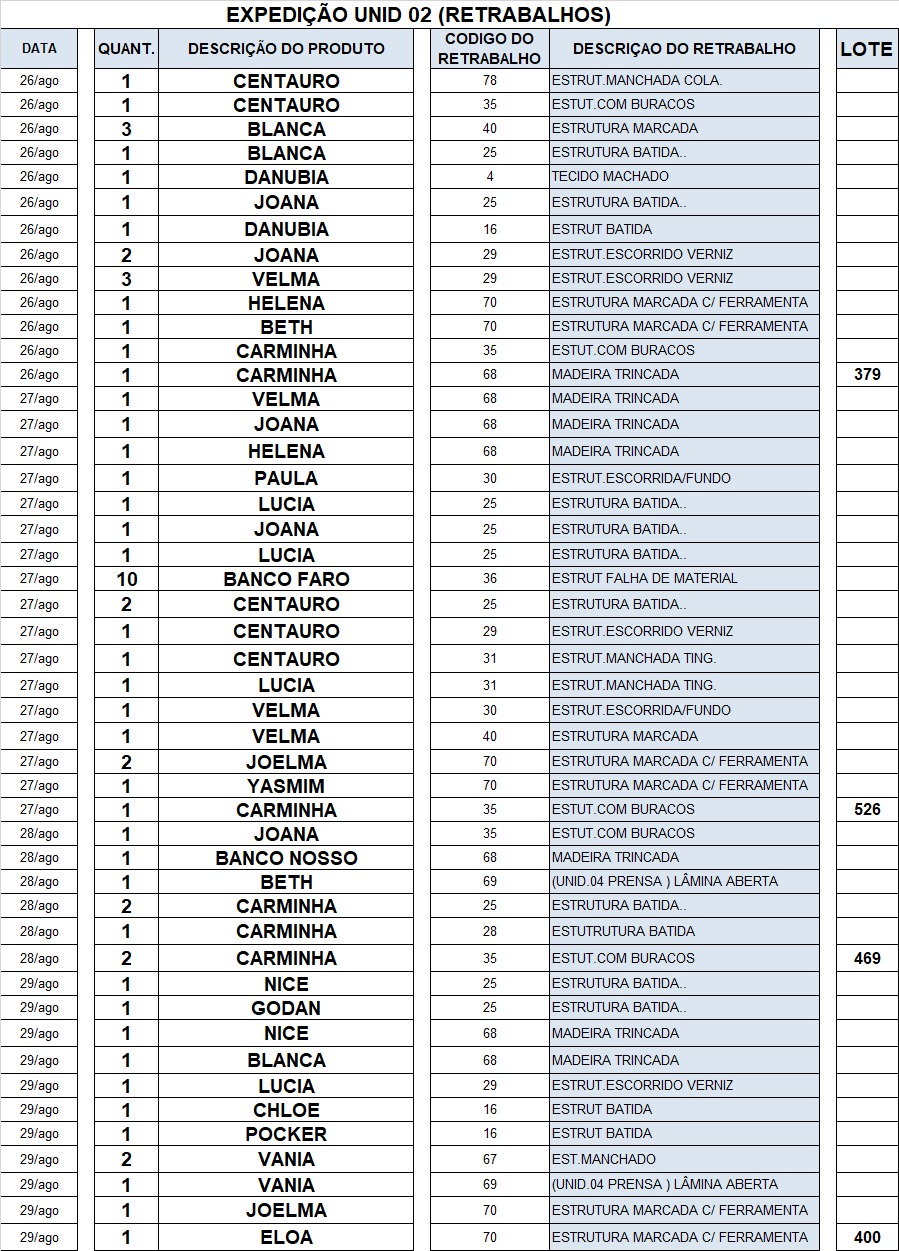 EXPEDIÇÃO UNID 02 (RETRABALHOS)
DATA QUANT. DESCRIÇÃO DO PRODUTO CODIGO DO RETRABALHO DESCRIÇAO DO RETRABALHO LOTE
26/ago 1 CENTAURO 78 ESTRUT.MANCHADA COLA.
26/ago 1 CENTAURO 35 ESTUT.COM BURACOS
26/ago 3 BLANCA 40 ESTRUTURA MARCADA
26/ago 1 BLANCA 25 ESTRUTURA BATIDA..
26/ago 1 DANUBIA 4 TECIDO MACHADO
26/ago 1 JOANA 25 ESTRUTURA BATIDA..
26/ago 1 DANUBIA 16 ESTRUT BATIDA
26/ago 2 JOANA 29 ESTRUT.ESCORRIDO VERNIZ
26/ago 3 VELMA 29 ESTRUT.ESCORRIDO VERNIZ
26/ago 1 HELENA 70 ESTRUTURA MARCADA C/ FERRAMENTA
26/ago 1 BETH 70 ESTRUTURA MARCADA C/ FERRAMENTA
26/ago 1 CARMINHA 35 ESTUT.COM BURACOS
26/ago 1 CARMINHA 68 MADEIRA TRINCADA 379
27/ago 1 VELMA 68 MADEIRA TRINCADA
27/ago 1 JOANA 68 MADEIRA TRINCADA
27/ago 1 HELENA 68 MADEIRA TRINCADA
27/ago 1 PAULA 30 ESTRUT.ESCORRIDA/FUNDO
27/ago 1 LUCIA 25 ESTRUTURA BATIDA..
27/ago 1 JOANA 25 ESTRUTURA BATIDA..
27/ago 1 LUCIA 25 ESTRUTURA BATIDA..
27/ago 10 BANCO FARO 36 ESTRUT FALHA DE MATERIAL
27/ago 2 CENTAURO 25 ESTRUTURA BATIDA..
27/ago 1 CENTAURO 29 ESTRUT.ESCORRIDO VERNIZ
27/ago 1 CENTAURO 31 ESTRUT.MANCHADA TING.
27/ago 1 LUCIA 31 ESTRUT.MANCHADA TING.
27/ago 1 VELMA 30 ESTRUT.ESCORRIDA/FUNDO
27/ago 1 VELMA 40 ESTRUTURA MARCADA
27/ago 2 JOELMA 70 ESTRUTURA MARCADA C/ FERRAMENTA
27/ago 1 YASMIM 70 ESTRUTURA MARCADA C/ FERRAMENTA
27/ago 1 CARMINHA 35 ESTUT.COM BURACOS 526
28/ago 1 JOANA 35 ESTUT.COM BURACOS
28/ago 1 BANCO NOSSO 68 MADEIRA TRINCADA
28/ago 1 BETH 69 (UNID.04 PRENSA ) LÂMINA ABERTA
28/ago 2 CARMINHA 25 ESTRUTURA BATIDA..
28/ago 1 CARMINHA 28 ESTUTRUTURA BATIDA
28/ago 2 CARMINHA 35 ESTUT.COM BURACOS 469
29/ago 1 NICE 25 ESTRUTURA BATIDA..
29/ago 1 GODAN 25 ESTRUTURA BATIDA..
29/ago 1 NICE 68 MADEIRA TRINCADA
29/ago 1 BLANCA 68 MADEIRA TRINCADA
29/ago 1 LUCIA 29 ESTRUT.ESCORRIDO VERNIZ
29/ago 1 CHLOE 16 ESTRUT BATIDA
29/ago 1 POCKER 16 ESTRUT BATIDA
29/ago 2 VANIA 67 EST.MANCHADO
29/ago 1 VANIA 69 (UNID.04 PRENSA ) LÂMINA ABERTA
29/ago 1 JOELMA 70 ESTRUTURA MARCADA C/ FERRAMENTA
29/ago 1 ELOA 70 ESTRUTURA MARCADA C/ FERRAMENTA 400